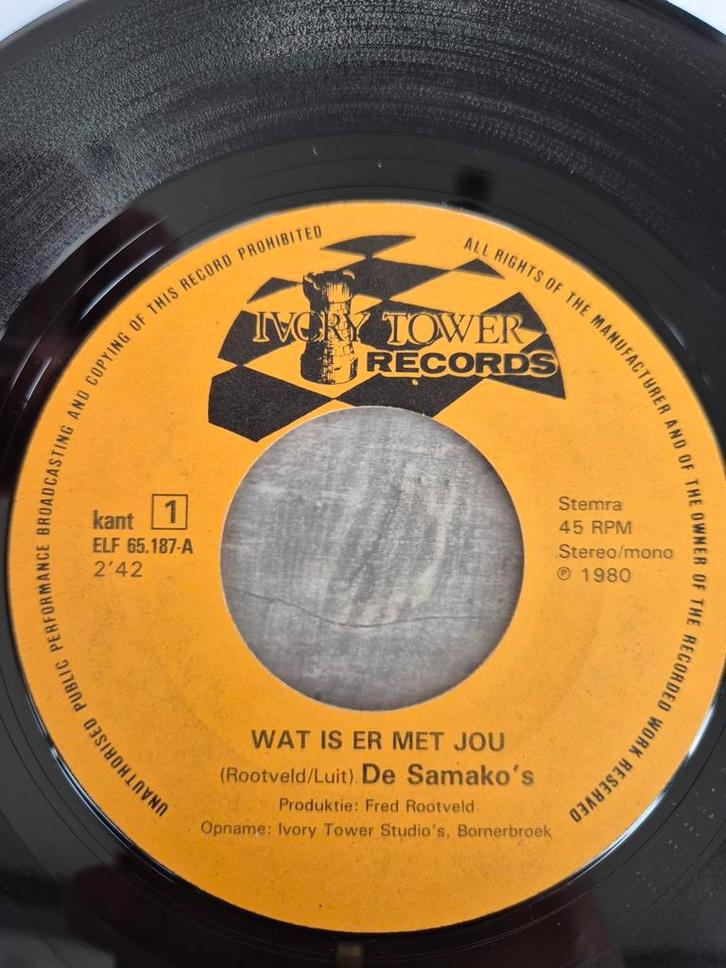 UNAUTHORISED PUBLIC PERFORMANCE BROADCASTING AND COPYING OF THIS RECORD PROHIBITED
ALL RIGHTS OF THE MANUFACTURER AND OF THE OWNER OF THE RECORDED WORK RESERVED
IVORY TOWER
RECORDS
kant 1
ELF 65.187-A
2'42
Stemra
45 RPM
Stereo/mono
℗ 1980
WAT IS ER MET JOU
(Rootveld/Luit) De Samako's
Produktie: Fred Rootveld
Opname: Ivory Tower Studio's, Bornerbroek